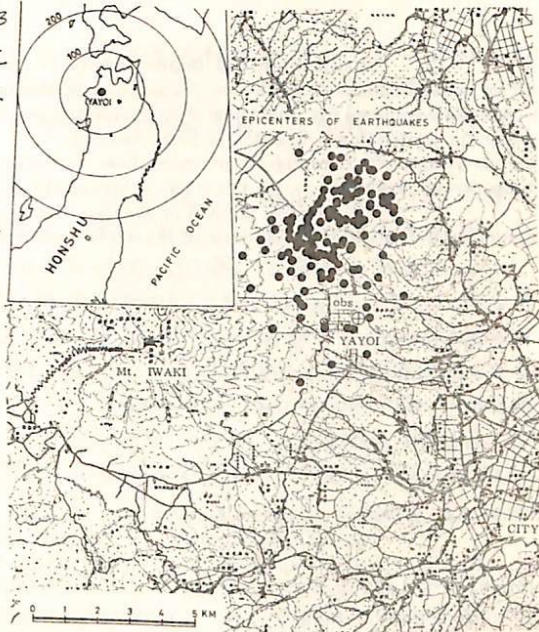 200
100
YAYOI
HONSHU
PACIFIC OCEAN
EPICENTERS OF EARTHQUAKES
obs.
YAYOI
Mt. IWAKI
CITY
0 1 2 3 4 5 KM